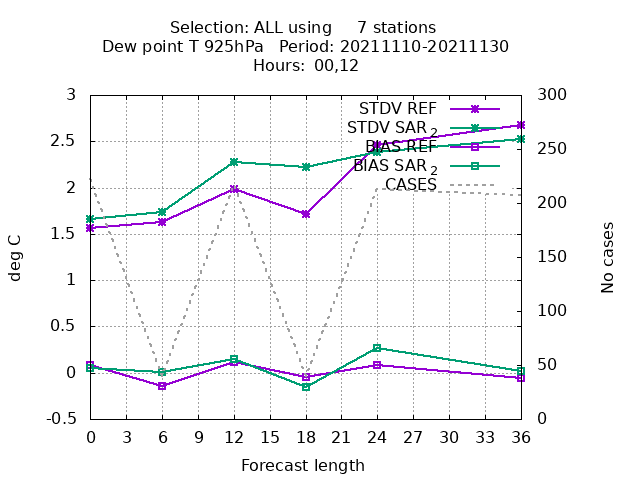 Selection: ALL using 7 stations
Dew point T 925hPa Period: 20211110-20211130
Hours: 00,12
STDV REF
STDV SAR 2
BIAS REF
BIAS SAR 2
CASES
3
2.5
2
1.5
1
0.5
0
-0.5
deg C
300
250
200
150
100
50
0
No cases
0 3 6 9 12 15 18 21 24 27 30 33 36
Forecast length